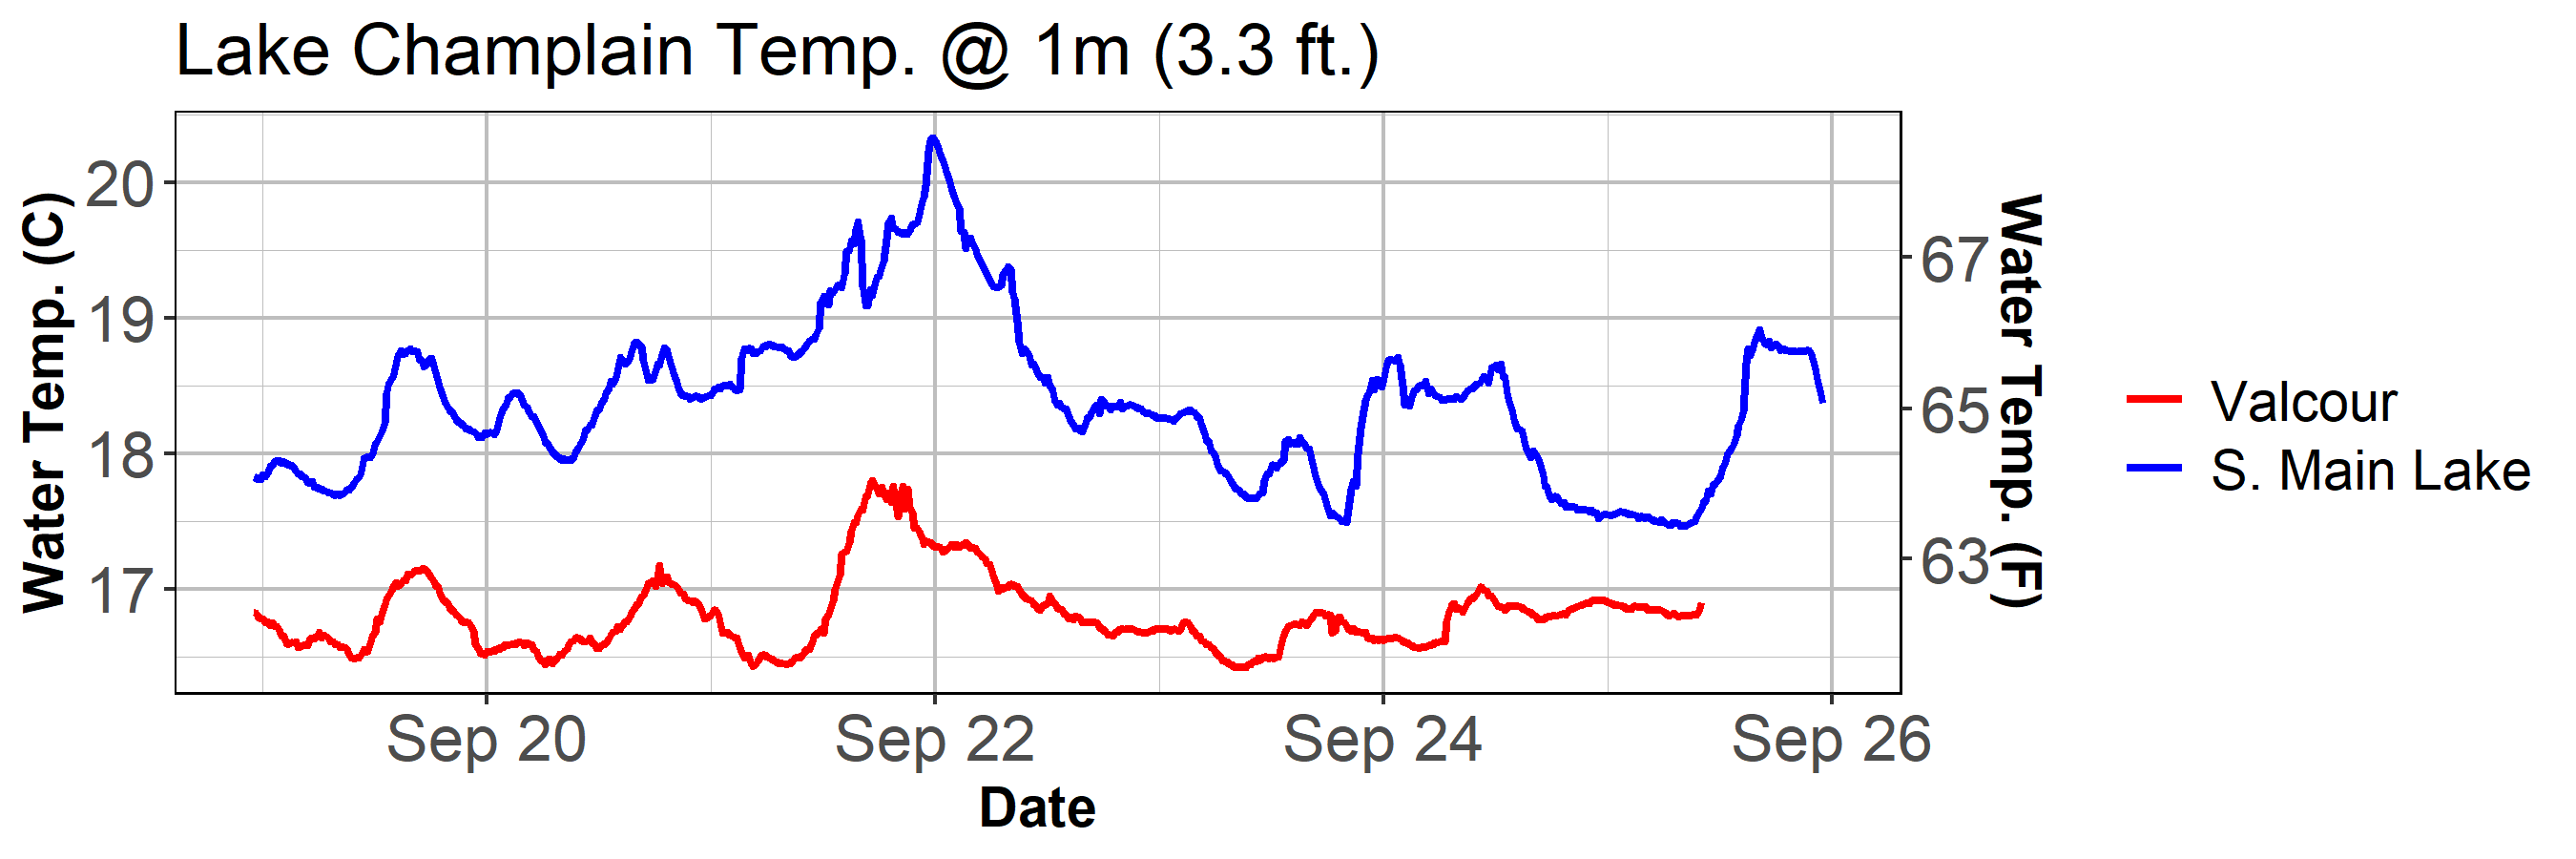 Lake Champlain Temp. @ 1m (3.3 ft.)
Water Temp. (C)
20
19
18
17
67
65
63
Water Temp. (F)
Valcour
S. Main Lake
Sep 20
Sep 22
Sep 24
Sep 26
Date